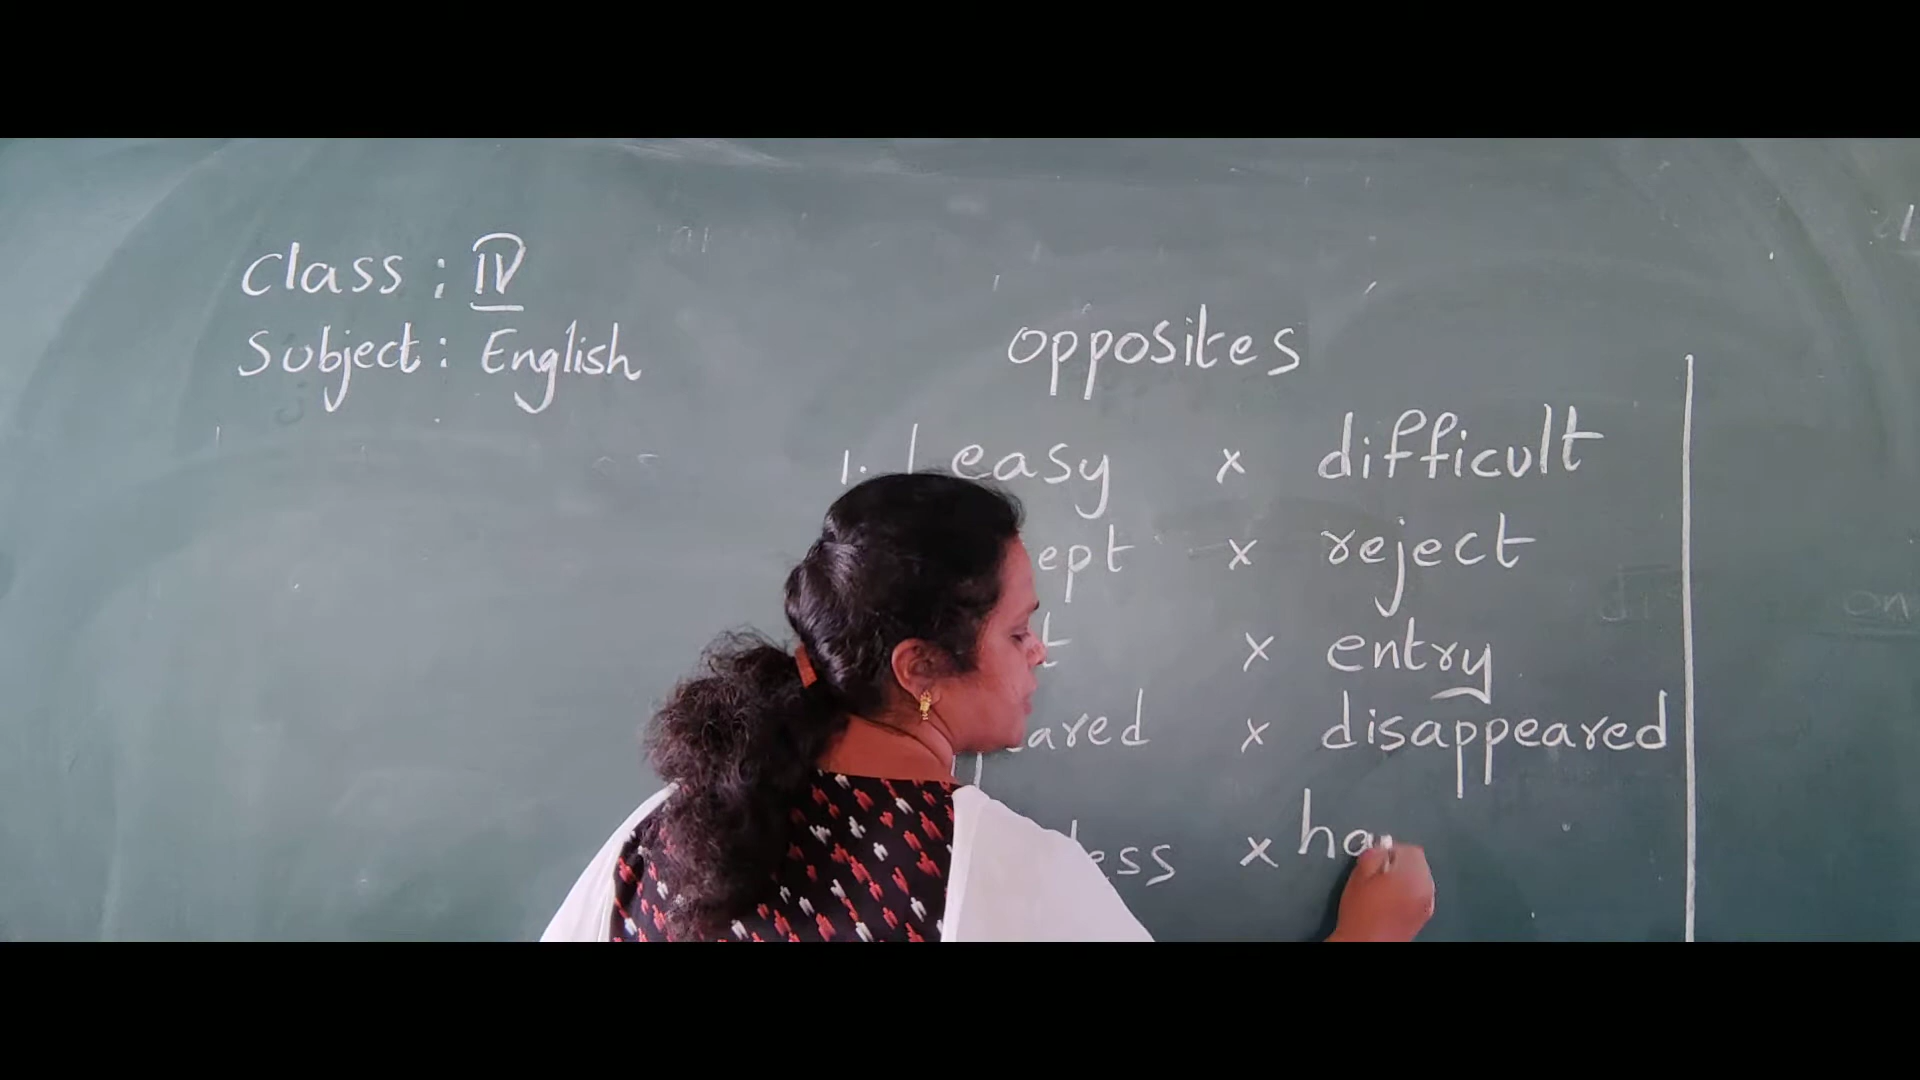 Class : IV
Subject : English
opposites
1. easy x difficult
ept x reject
t x entry
ared x disappeared
ess x ha